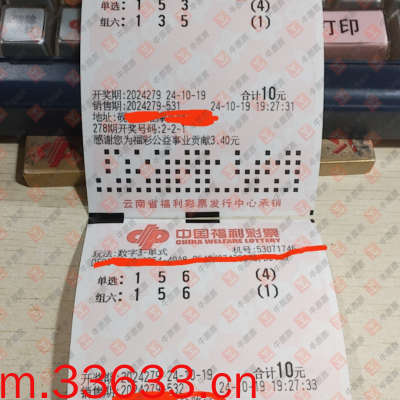 单选: 1 5 3 (4)
组六: 1 3 5 (1)
开奖期:2024279 24-10-19 合计10元
销售期:2024279-531 24-10-19 19:27:31
地址:
278期开奖号码:2-2-1
感谢您为福彩公益事业贡献3.40元
云南省福利彩票发行中心承销
中国福利彩票
CHINA WELFARE LOTTERY
玩法:数字3-单式 机号:5307174
单选: 1 5 6 (4)
组六: 1 5 6 (1)
开奖期:2024279 24-10-19 合计10元
销售期:2024279-532 24-10-19 19:27:33
打印
m.33633.cn